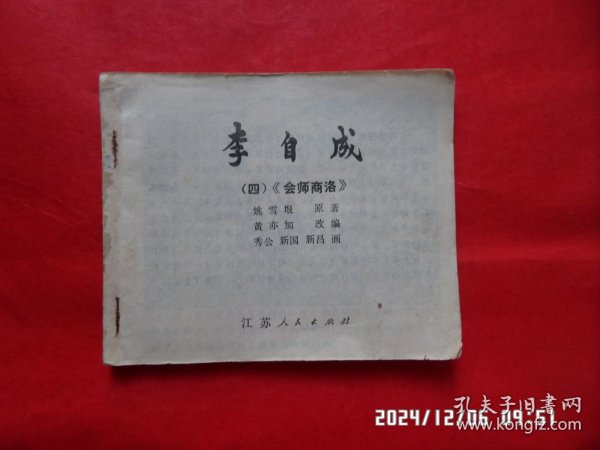 李自成
(四)《会师商洛》
姚雪垠 原著
黄亦知 改编
秀公 新国 新昌 画
江苏人民出版社
2024/12/06 09:51
孔夫子旧书网
www.kongfz.com